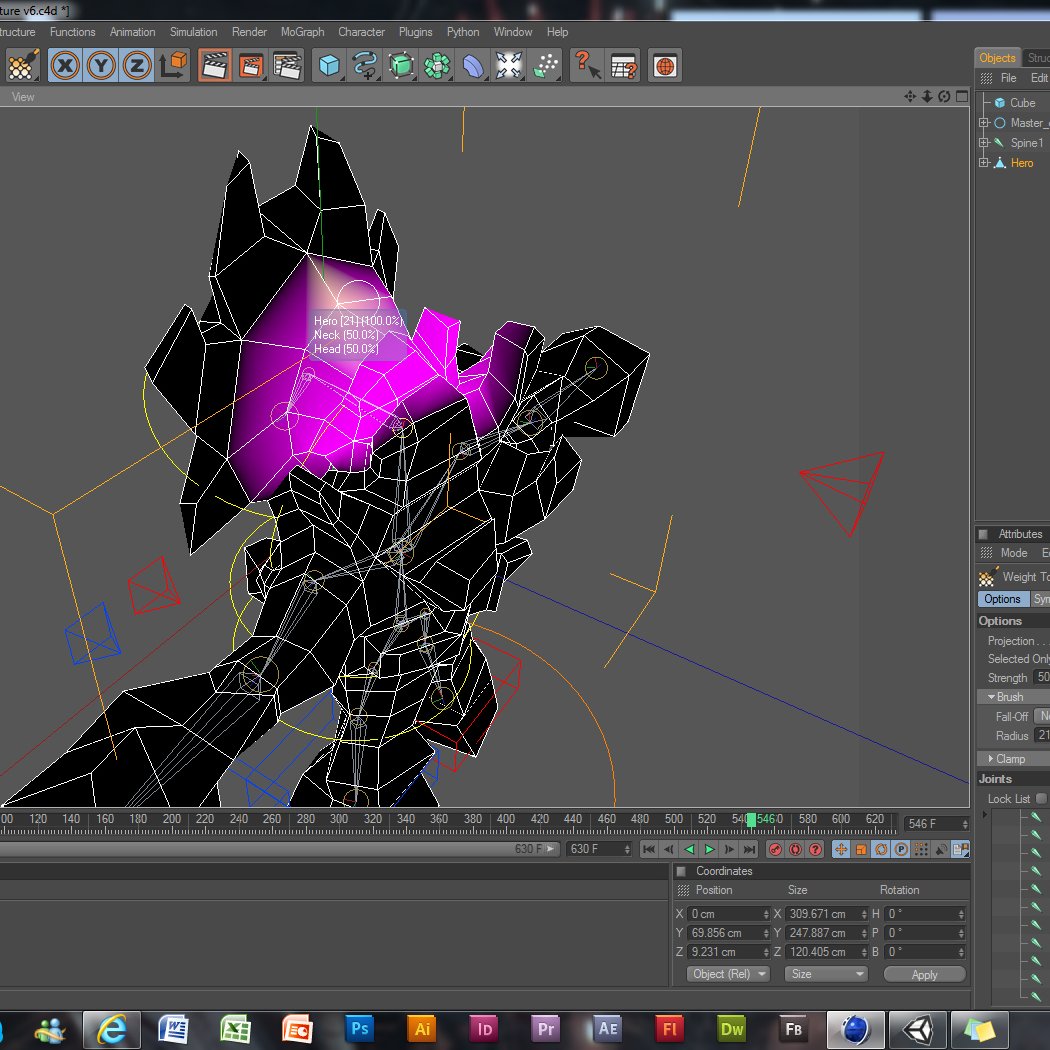 ture v6.c4d *]
tructure Functions Animation Simulation Render MoGraph Character Plugins Python Window Help
X Y Z
Objects Struc
File Edit
View
Cube
Master_
Spine1
Hero
Hero [21] (100.0%)
Neck (50.0%)
Head (50.0%)
Attributes
Mode
Weight To
Options Sym
Options
Projection . .
Selected Only
Strength 50
Brush
Fall-Off
Radius 21
Clamp
Joints
Lock List
00 120 140 160 180 200 220 240 260 280 300 320 340 360 380 400 420 440 460 480 500 520 540 546 0 580 600 620
546 F
630 F
630 F
Coordinates
Position Size Rotation
X 0 cm X 309.671 cm H 0 °
Y 69.856 cm Y 247.887 cm P 0 °
Z 9.231 cm Z 120.405 cm B 0 °
Object (Rel) Size Apply
Ps Ai ID Pr AE Fl Dw FB